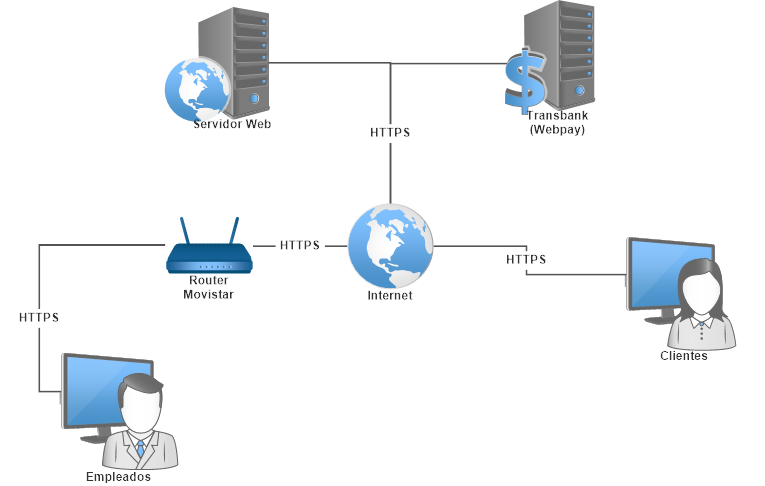 Servidor Web
Transbank
(Webpay)
HTTPS
HTTPS
Router
Movistar
Internet
HTTPS
HTTPS
Clientes
Empleados